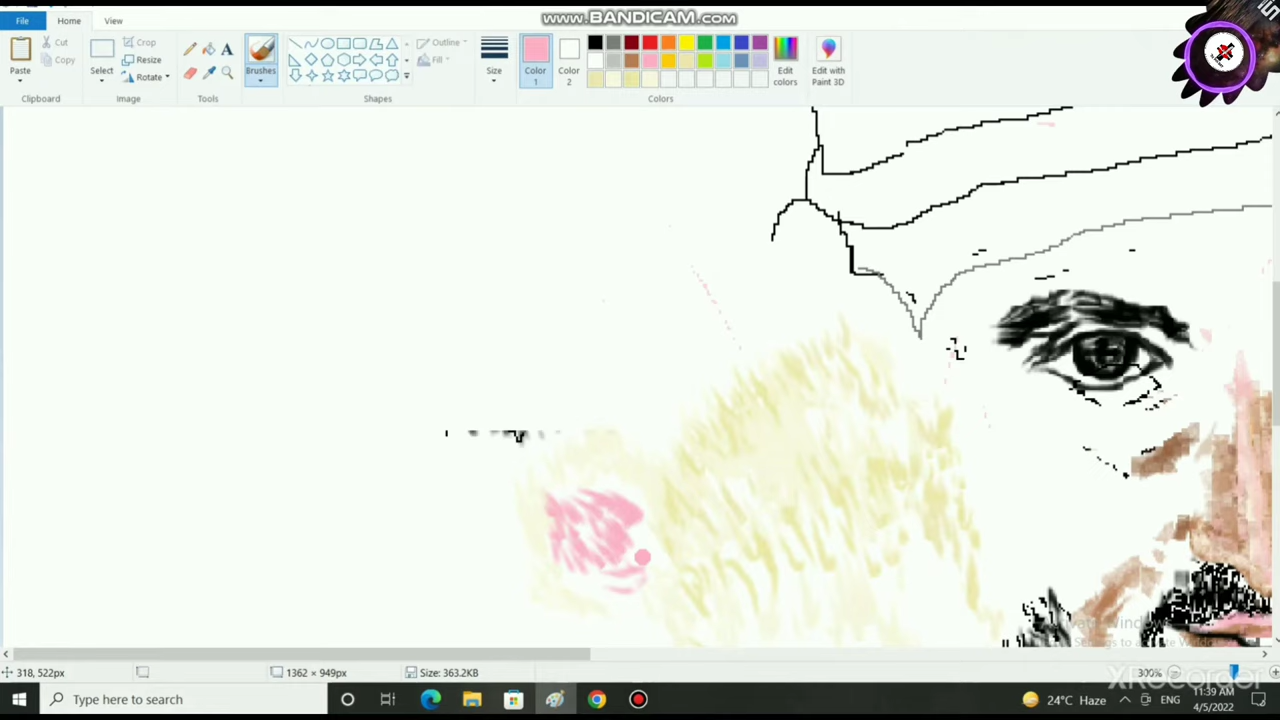 www.BANDICAM.com
File Home View
Cut Crop Outline
Copy Resize Fill
Paste Select Rotate Brushes Size Color 1 Color 2 Edit colors Edit with Paint 3D
Clipboard Image Tools Shapes Colors
318, 522px 1362 × 949px Size: 363.2KB 300%
XRecorder
Type here to search 24°C Haze ENG 11:39 AM
4/5/2022